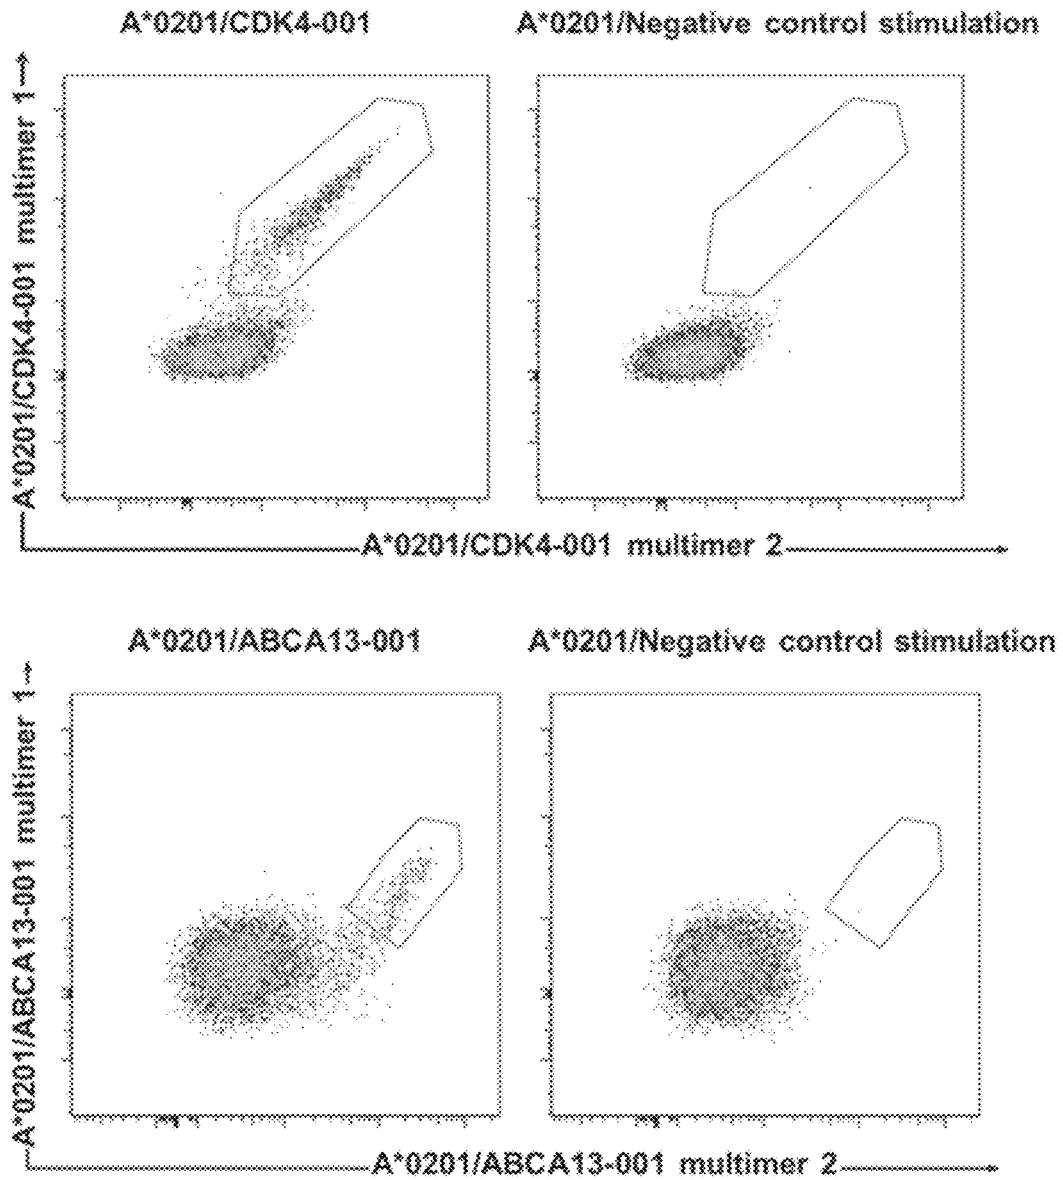 A*0201/CDK4-001
A*0201/Negative control stimulation
A*0201/CDK4-001 multimer 1
A*0201/CDK4-001 multimer 2
A*0201/ABCA13-001
A*0201/Negative control stimulation
A*0201/ABCA13-001 multimer 1
A*0201/ABCA13-001 multimer 2